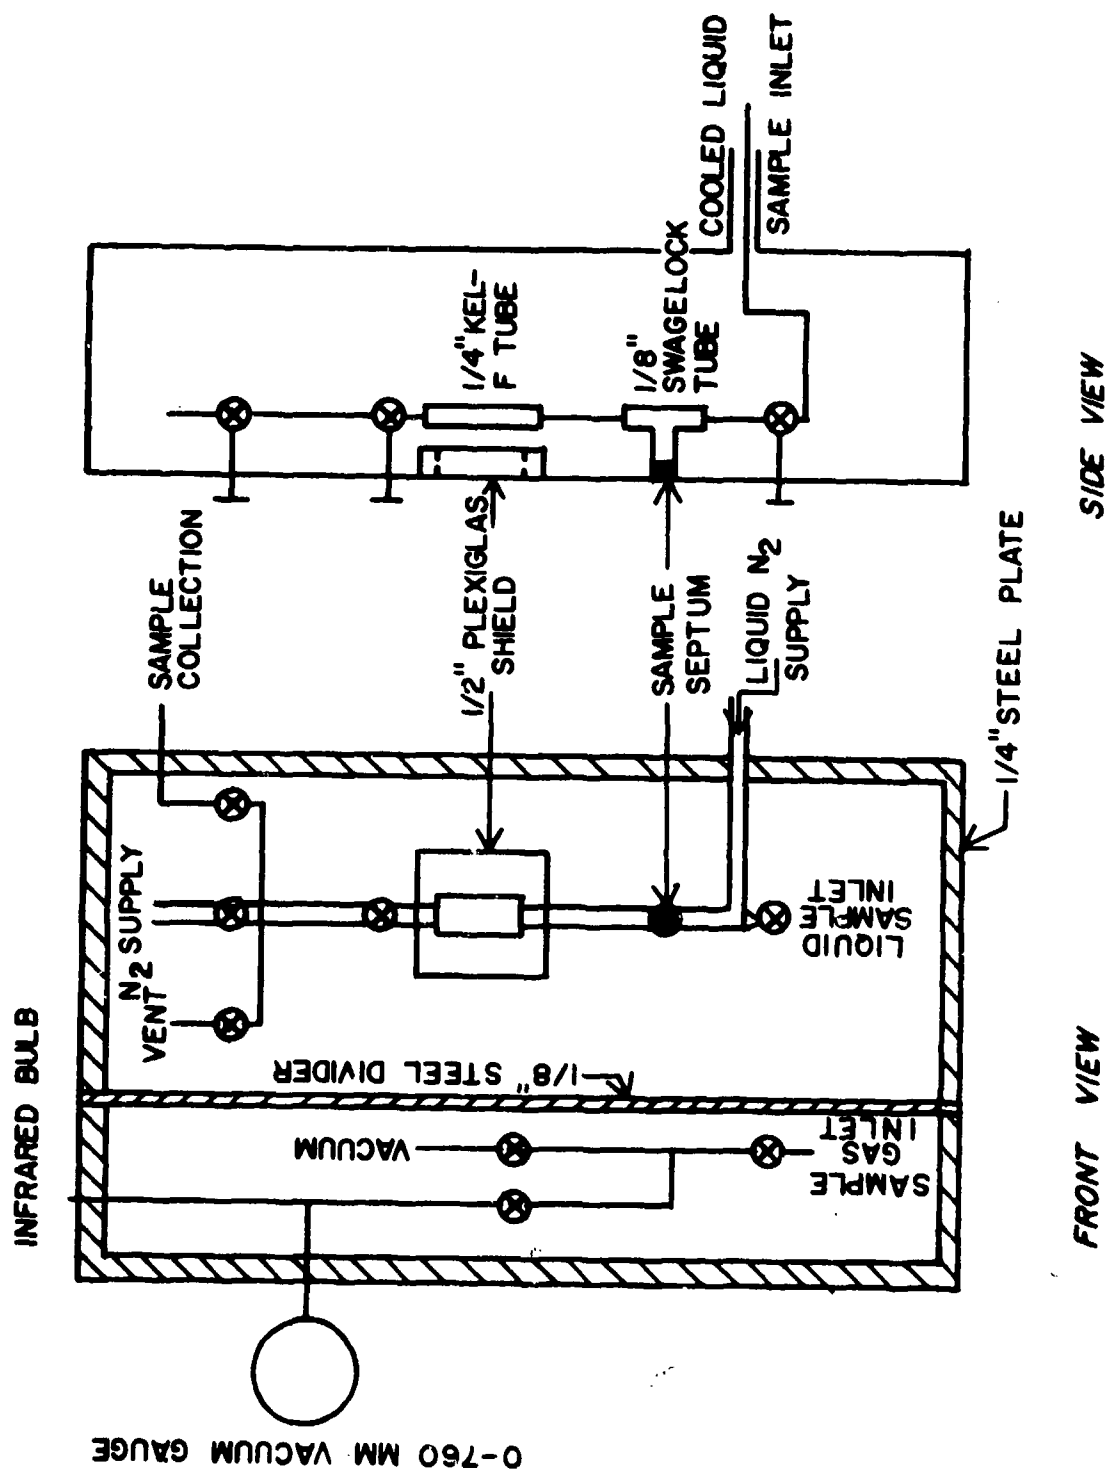 INFRARED BULB
0-760 MM VACUUM GAUGE
VACUUM
SAMPLE
GAS
INLET
1/8" STEEL DIVIDER
N2 SUPPLY
VENT
SAMPLE
COLLECTION
1/2" PLEXIGLAS
SHIELD
SAMPLE
SEPTUM
LIQUID N2
SUPPLY
LIQUID
SAMPLE
INLET
1/4" STEEL PLATE
1/4" KEL-
F TUBE
1/8"
SWAGELOCK
TUBE
COOLED LIQUID
SAMPLE INLET
FRONT VIEW
SIDE VIEW